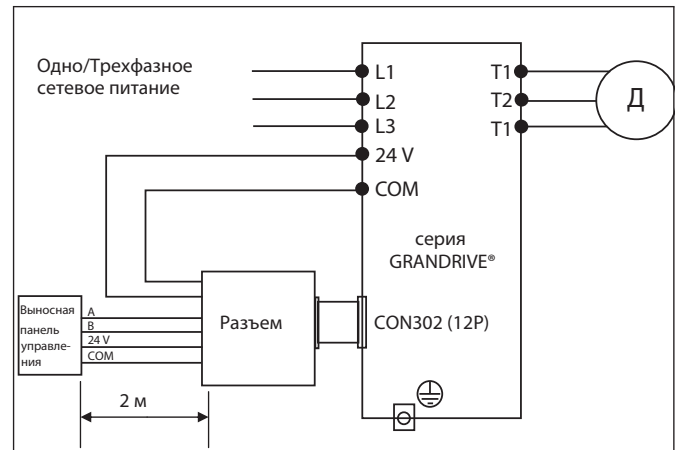 Одно/Трехфазное
сетевое питание
L1
L2
L3
24 V
COM
T1
T2
T1
Д
серия
GRANDRIVE®
CON302 (12P)
Разъем
Выносная
панель
управле-
ния
A
B
24 V
COM
2 м